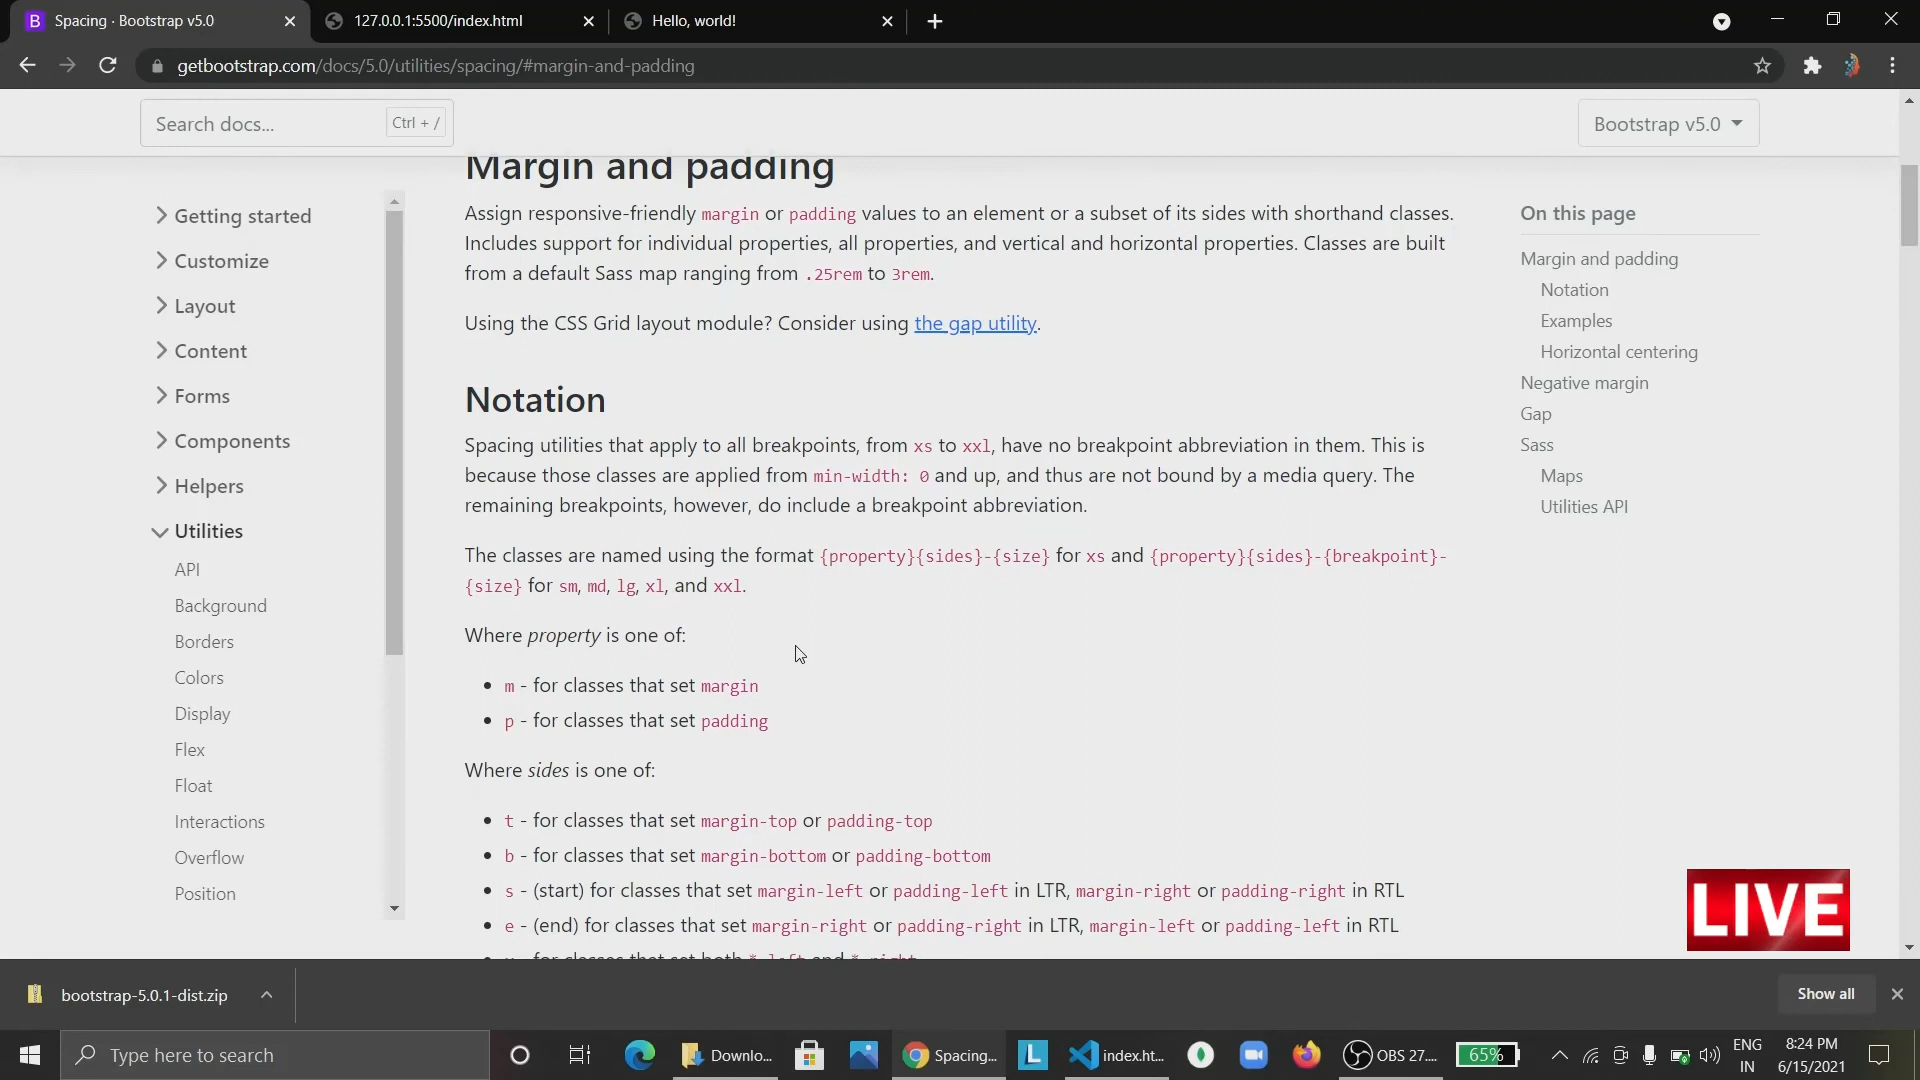 Spacing · Bootstrap v5.0
127.0.0.1:5500/index.html
Hello, world!
getbootstrap.com/docs/5.0/utilities/spacing/#margin-and-padding
Search docs...
Ctrl + /
Bootstrap v5.0
Getting started
Customize
Layout
Content
Forms
Components
Helpers
Utilities
API
Background
Borders
Colors
Display
Flex
Float
Interactions
Overflow
Position
Margin and padding
Assign responsive-friendly margin or padding values to an element or a subset of its sides with shorthand classes.
Includes support for individual properties, all properties, and vertical and horizontal properties. Classes are built
from a default Sass map ranging from .25rem to 3rem.
Using the CSS Grid layout module? Consider using the gap utility.
Notation
Spacing utilities that apply to all breakpoints, from xs to xxl, have no breakpoint abbreviation in them. This is
because those classes are applied from min-width: 0 and up, and thus are not bound by a media query. The
remaining breakpoints, however, do include a breakpoint abbreviation.
The classes are named using the format {property}{sides}-{size} for xs and {property}{sides}-{breakpoint}-
{size} for sm, md, lg, xl, and xxl.
Where property is one of:
m - for classes that set margin
p - for classes that set padding
Where sides is one of:
t - for classes that set margin-top or padding-top
b - for classes that set margin-bottom or padding-bottom
s - (start) for classes that set margin-left or padding-left in LTR, margin-right or padding-right in RTL
e - (end) for classes that set margin-right or padding-right in LTR, margin-left or padding-left in RTL
for classes that set both *-left and *-right
On this page
Margin and padding
Notation
Examples
Horizontal centering
Negative margin
Gap
Sass
Maps
Utilities API
LIVE
bootstrap-5.0.1-dist.zip
Show all
Type here to search
Downlo...
Spacing...
index.ht...
OBS 27....
65%
ENG
IN
8:24 PM
6/15/2021